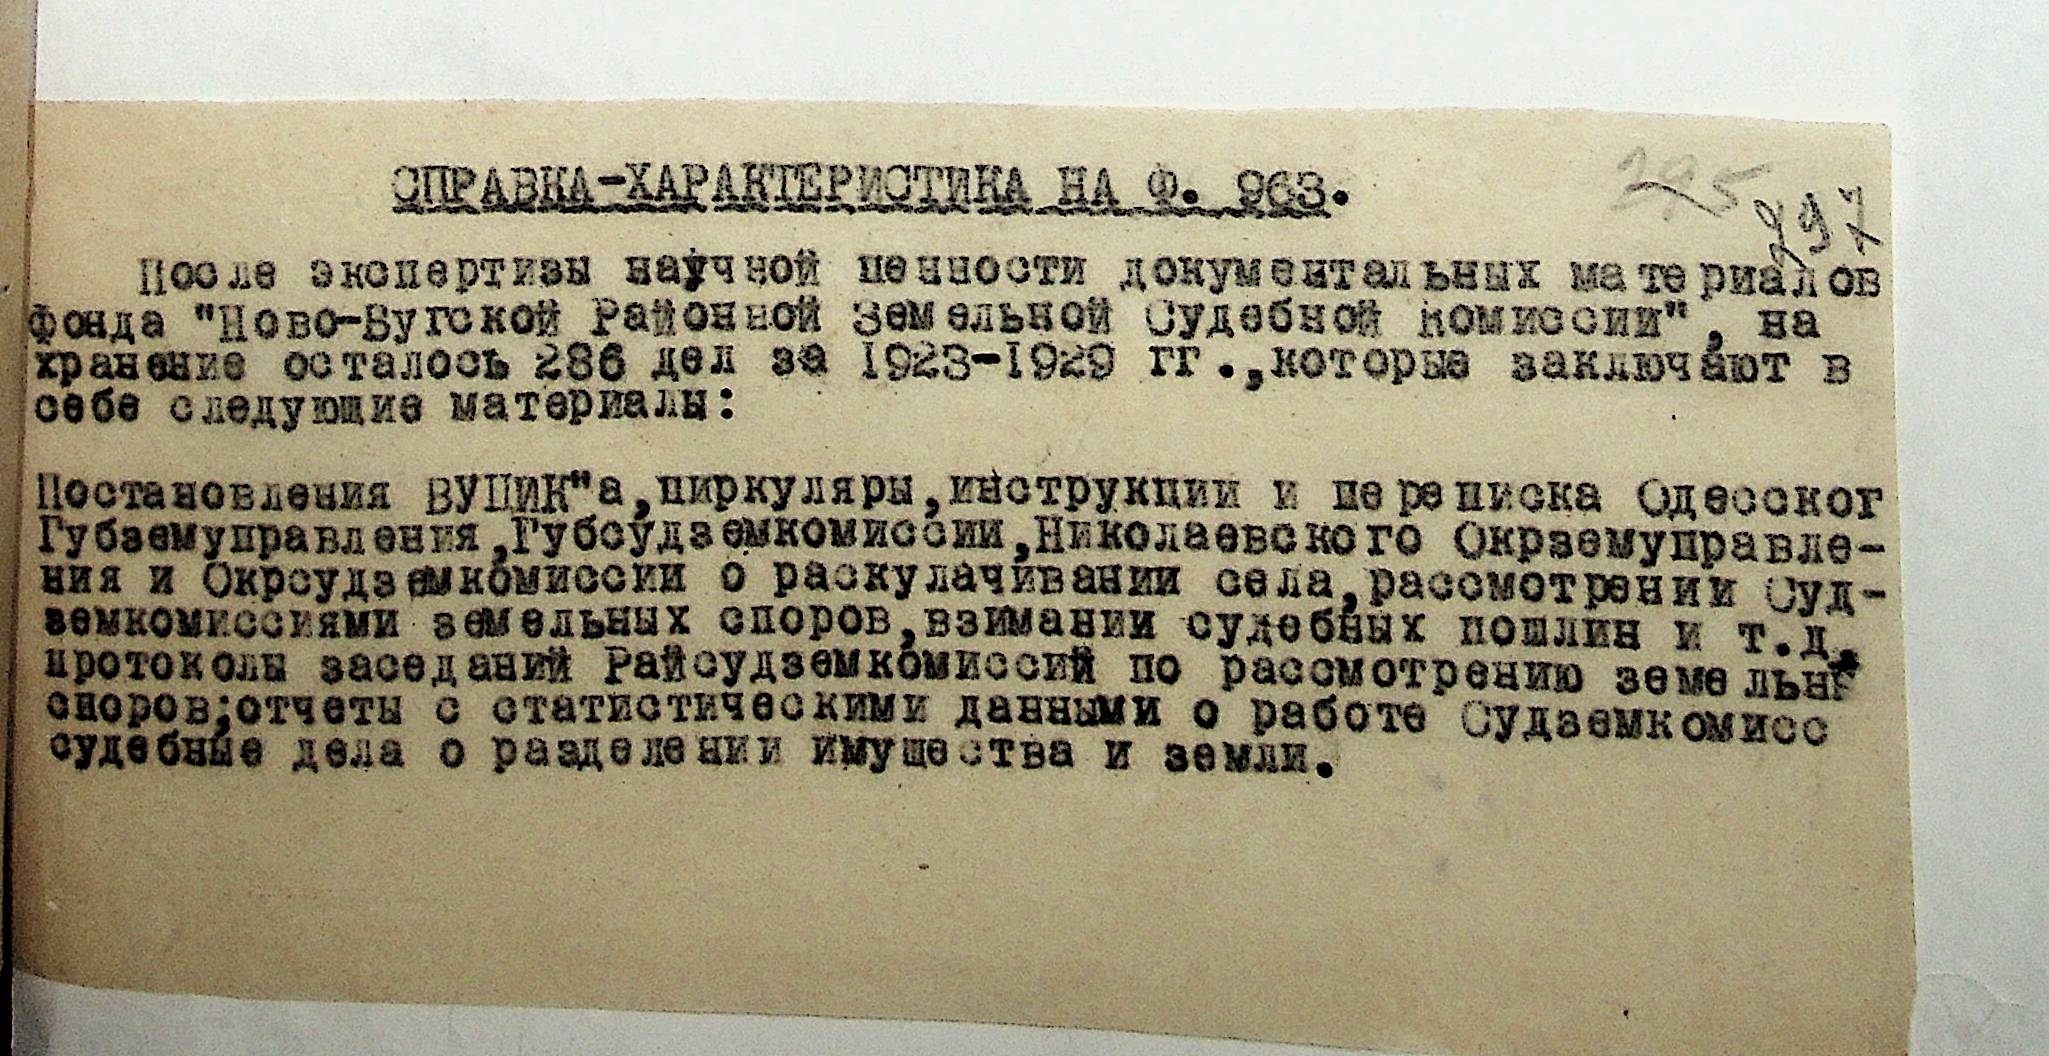 СПРАВКА-ХАРАКТЕРИСТИКА НА Ф. 963.
295
297
После экспертизы научной ценности документальных материалов
фонда "Ново-Бугской Районной Земельной Судебной Комиссии", на
хранение осталось 286 дел за 1923-1929 гг.,которые заключают в
себе следующие материалы:
Постановления ВУЦИК"а,циркуляры,инструкции и переписка Одесског
Губземуправления,Губсудземкомиссии,Николаевского Окрземуправле-
ния и Окрсудземкомиссии о раскулачивании села,рассмотрении Суд-
земкомиссиями земельных споров,взимании судебных пошлин и т.д.
протоколы заседаний Райсудземкомиссий по рассмотрению земельны
споров;отчеты с статистическими данными о работе Судземкомисс
судебные дела о разделении имущества и земли.